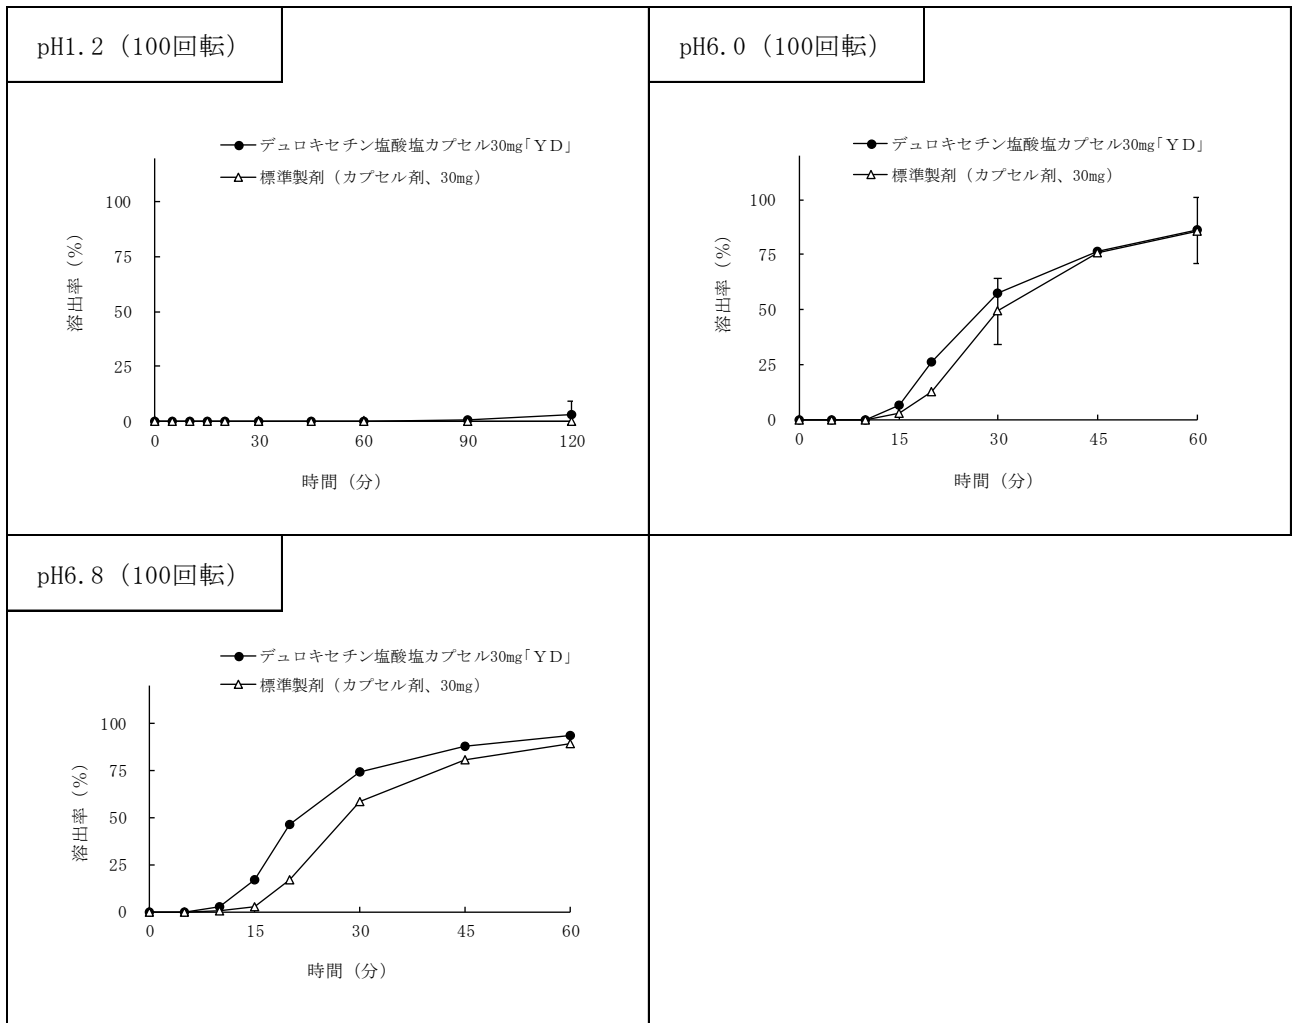 pH1.2（100回転）
デュロキセチン塩酸塩カプセル30mg「ＹＤ」
標準製剤（カプセル剤、30mg）
100
75
50
25
0
溶出率（%）
0 30 60 90 120
時間（分）
pH6.0（100回転）
デュロキセチン塩酸塩カプセル30mg「ＹＤ」
標準製剤（カプセル剤、30mg）
100
75
50
25
0
溶出率（%）
0 15 30 45 60
時間（分）
pH6.8（100回転）
デュロキセチン塩酸塩カプセル30mg「ＹＤ」
標準製剤（カプセル剤、30mg）
100
75
50
25
0
溶出率（%）
0 15 30 45 60
時間（分）